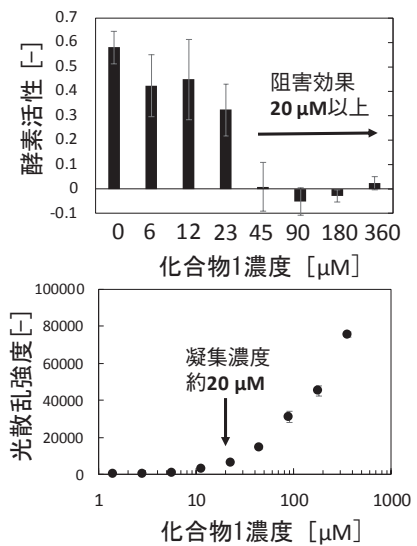 0.7
0.6
0.5
0.4
0.3
0.2
0.1
0
-0.1
酵素活性 [-]
阻害効果
20 µM以上
0 6 12 23 45 90 180 360
化合物1濃度［µM］
100000
80000
60000
40000
20000
0
光散乱強度[-]
凝集濃度
約20 µM
1 10 100 1000
化合物1濃度［µM］